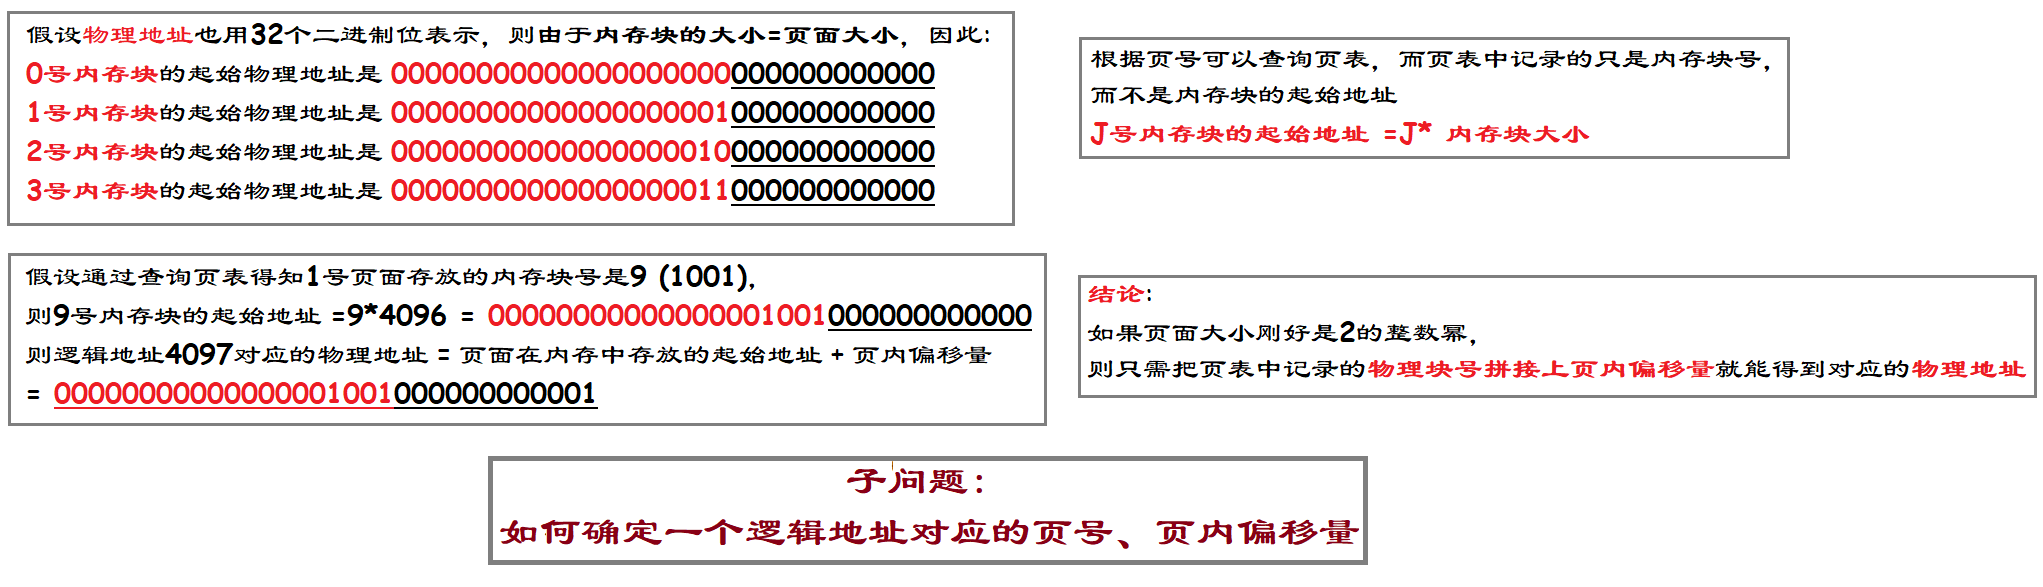 假设物理地址也用32个二进制位表示，则由于内存块的大小=页面大小，因此:
0号内存块的起始物理地址是 00000000000000000000000000000000
1号内存块的起始物理地址是 00000000000000000001000000000000
2号内存块的起始物理地址是 00000000000000000010000000000000
3号内存块的起始物理地址是 00000000000000000011000000000000
根据页号可以查询页表，而页表中记录的只是内存块号，
而不是内存块的起始地址
J号内存块的起始地址 =J* 内存块大小
假设通过查询页表得知1号页面存放的内存块号是9 (1001)，
则9号内存块的起始地址 =9*4096 = 00000000000000001001000000000000
则逻辑地址4097对应的物理地址 = 页面在内存中存放的起始地址 + 页内偏移量
= 00000000000000001001000000000001
结论:
如果页面大小刚好是2的整数幂，
则只需把页表中记录的物理块号拼接上页内偏移量就能得到对应的物理地址
子问题：
如何确定一个逻辑地址对应的页号、页内偏移量